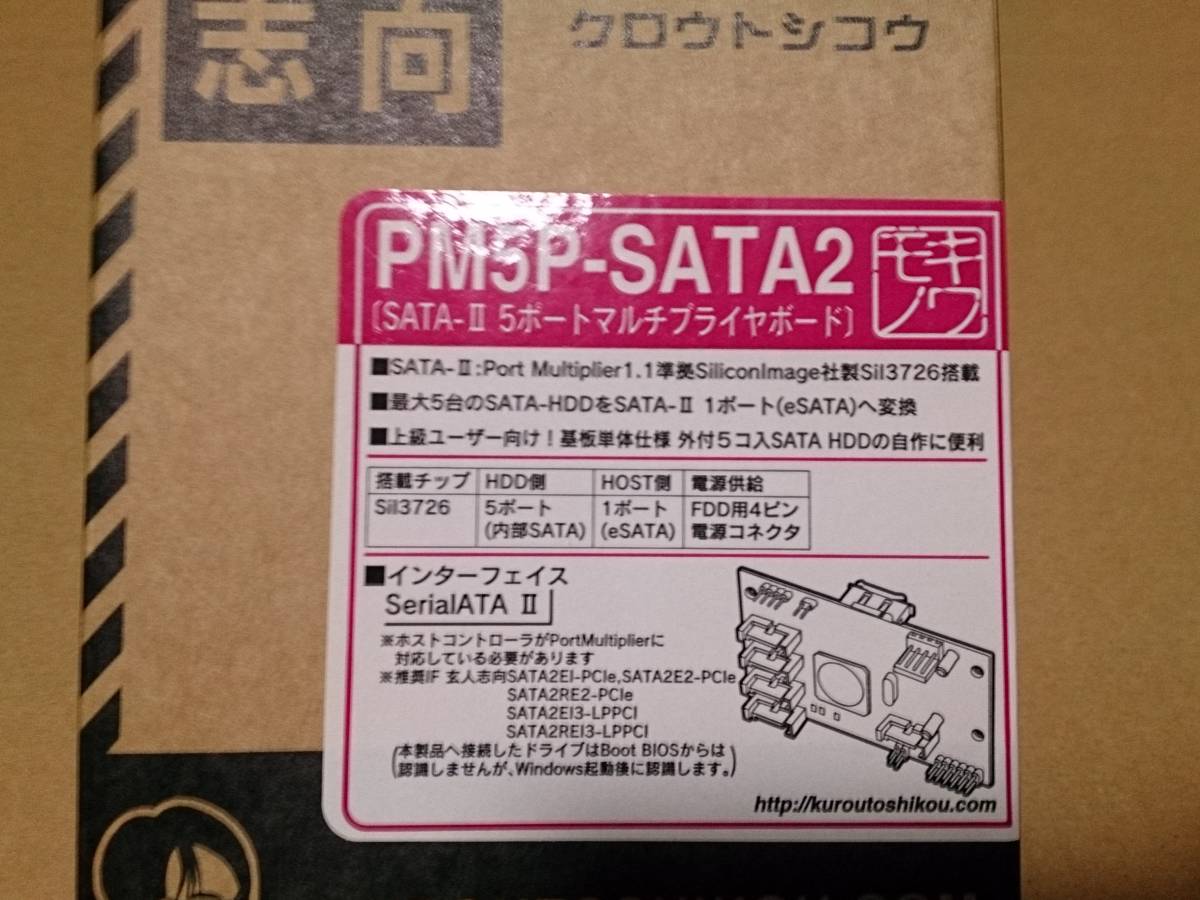 志向
クロウトシコウ
PM5P-SATA2
キワモノ
〔SATA-Ⅱ 5ポートマルチプライヤボード〕
■SATA-Ⅱ:Port Multiplier1.1準拠SiliconImage社製SiI3726搭載
■最大5台のSATA-HDDをSATA-Ⅱ 1ポート(eSATA)へ変換
■上級ユーザー向け!基板単体仕様 外付5コ入SATA HDDの自作に便利
搭載チップ HDD側 HOST側 電源供給
SiI3726 5ポート 1ポート FDD用4ピン
(内部SATA) (eSATA) 電源コネクタ
■インターフェイス
SerialATA Ⅱ
※ホストコントローラがPortMultiplierに
対応している必要があります
※推奨IF 玄人志向SATA2EI-PCIe,SATA2E2-PCIe
SATA2RE2-PCIe
SATA2EI3-LPPCI
SATA2REI3-LPPCI
(本製品へ接続したドライブはBoot BIOSからは
認識しませんが、Windows起動後に認識します。)
http://kuroutoshikou.com